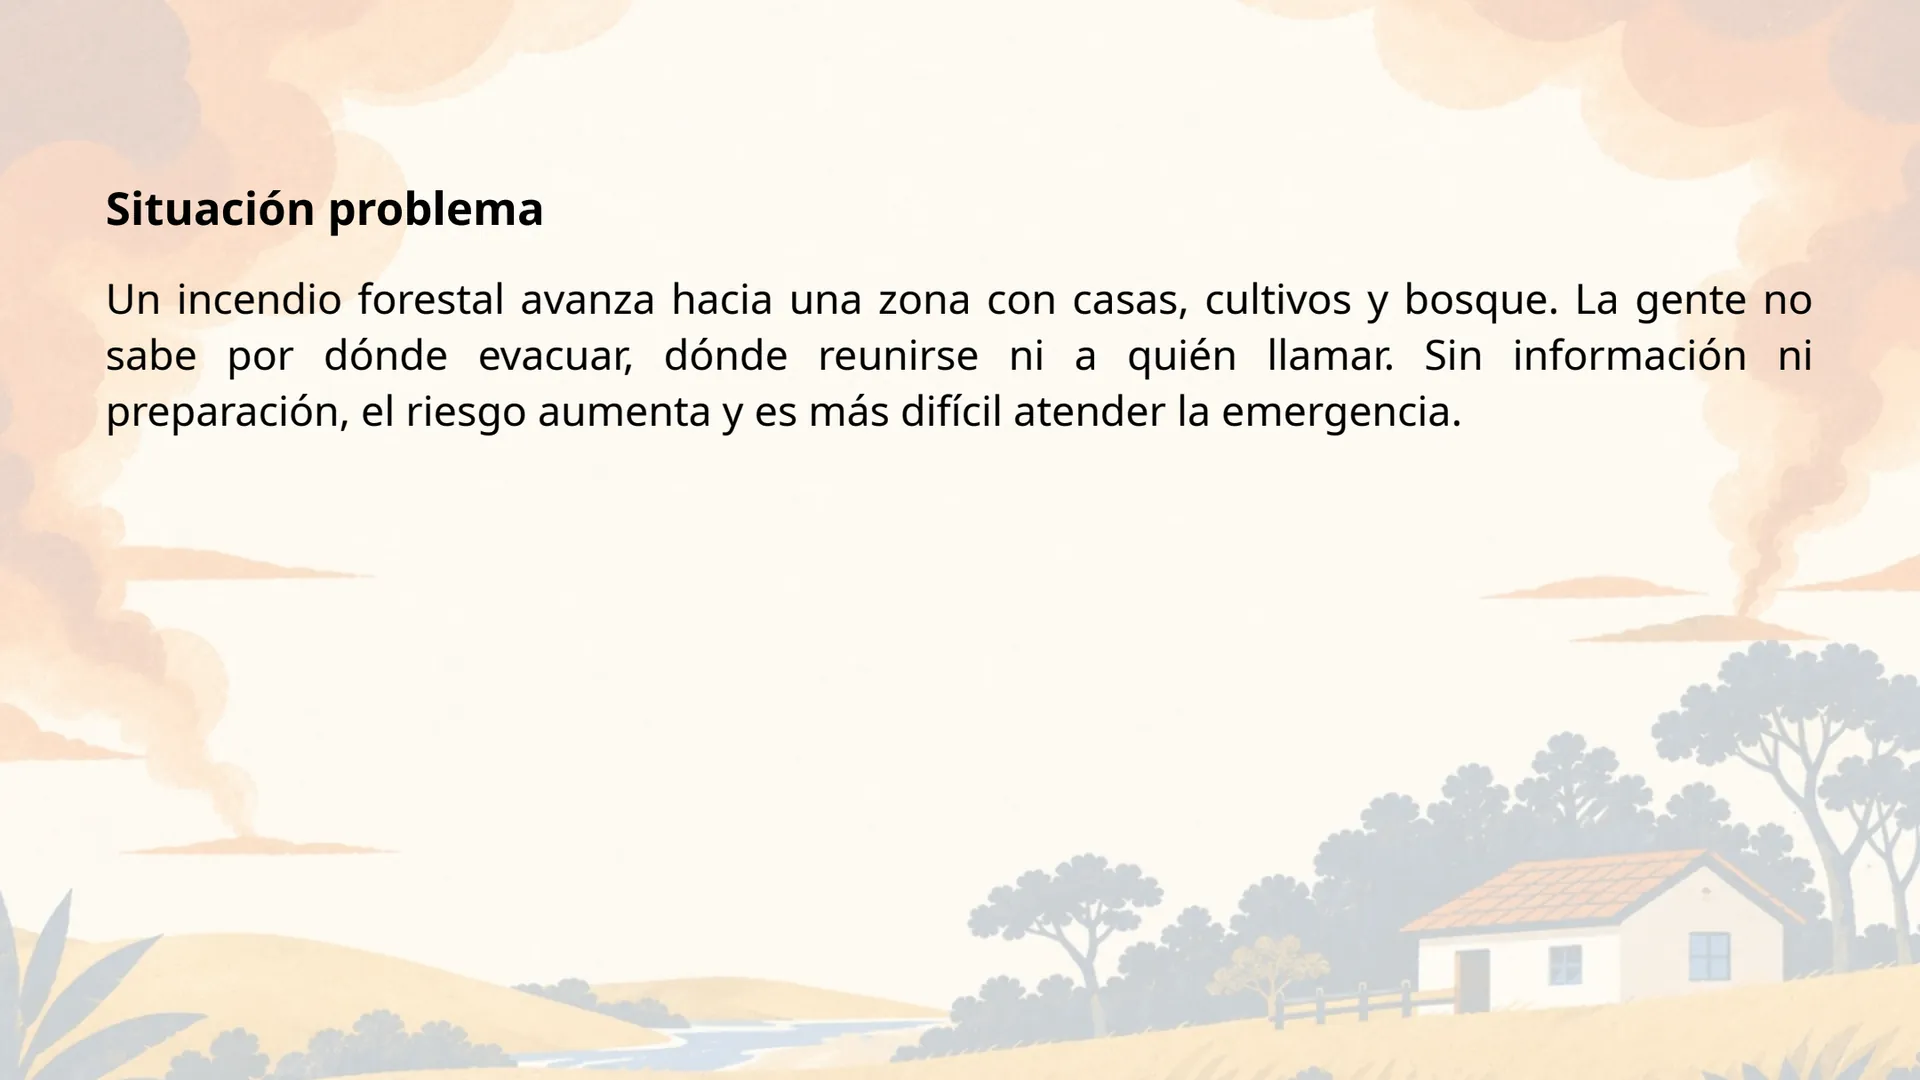 Situación problema
Un incendio forestal avanza hacia una zona con casas, cultivos y bosque. La gente no
sabe por dónde evacuar, dónde reunirse ni a quién llamar. Sin información ni
preparación, el riesgo aumenta y es más difícil atender la emergencia.